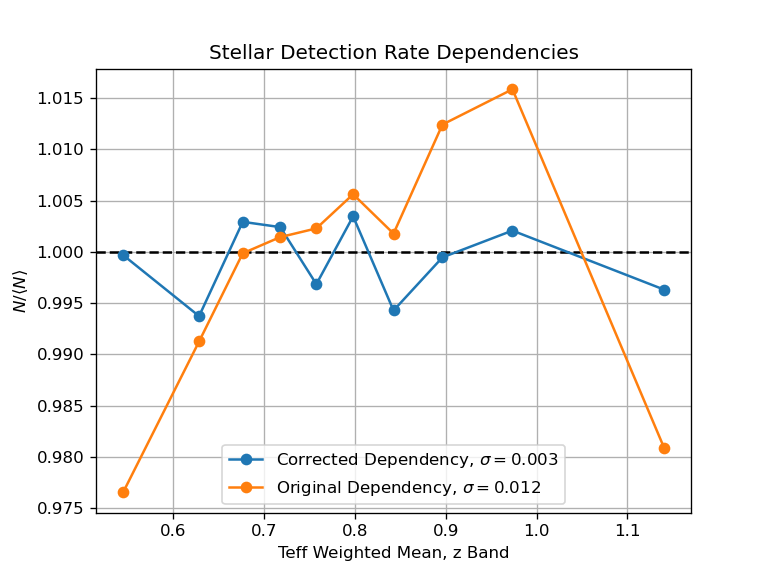 Stellar Detection Rate Dependencies
N/⟨N⟩
1.015
1.010
1.005
1.000
0.995
0.990
0.985
0.980
0.975
Corrected Dependency, σ = 0.003
Original Dependency, σ = 0.012
0.6 0.7 0.8 0.9 1.0 1.1
Teff Weighted Mean, z Band